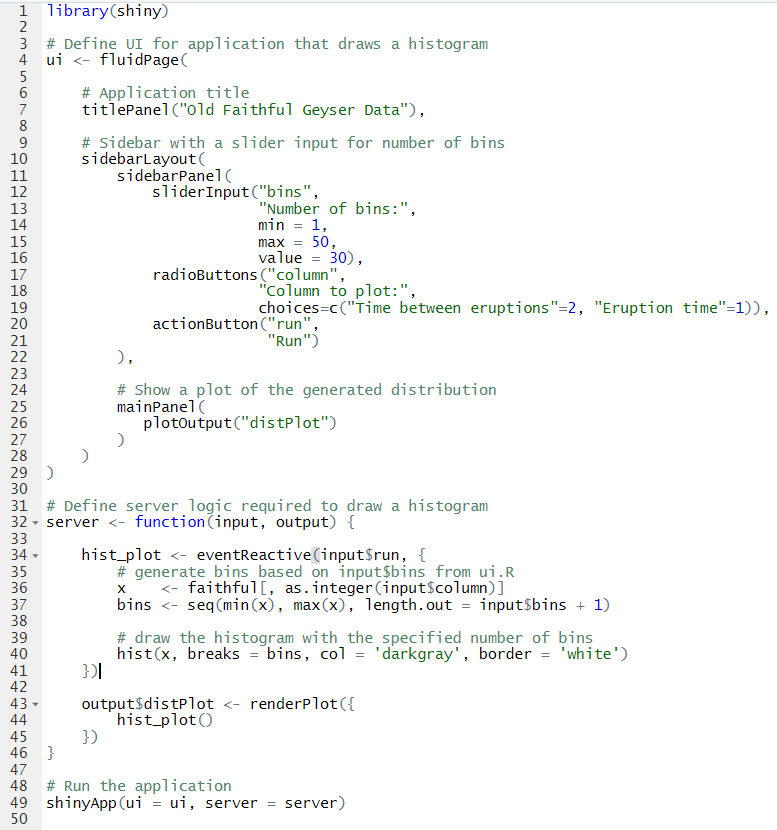 1 library(shiny)
2
3 # Define UI for application that draws a histogram
4 ui <- fluidPage(
5
6     # Application title
7     titlePanel("Old Faithful Geyser Data"),
8
9     # Sidebar with a slider input for number of bins
10     sidebarLayout(
11         sidebarPanel(
12             sliderInput("bins",
13                         "Number of bins:",
14                         min = 1,
15                         max = 50,
16                         value = 30),
17             radioButtons("column",
18                         "Column to plot:",
19                         choices=c("Time between eruptions"=2, "Eruption time"=1)),
20             actionButton("run",
21                          "Run")
22         ),
23
24         # Show a plot of the generated distribution
25         mainPanel(
26            plotOutput("distPlot")
27         )
28     )
29 )
30
31 # Define server logic required to draw a histogram
32 server <- function(input, output) {
33
34     hist_plot <- eventReactive(input$run, {
35         # generate bins based on input$bins from ui.R
36         x    <- faithful[, as.integer(input$column)]
37         bins <- seq(min(x), max(x), length.out = input$bins + 1)
38
39         # draw the histogram with the specified number of bins
40         hist(x, breaks = bins, col = 'darkgray', border = 'white')
41     })
42
43     output$distPlot <- renderPlot({
44         hist_plot()
45     })
46 }
47
48 # Run the application
49 shinyApp(ui = ui, server = server)
50